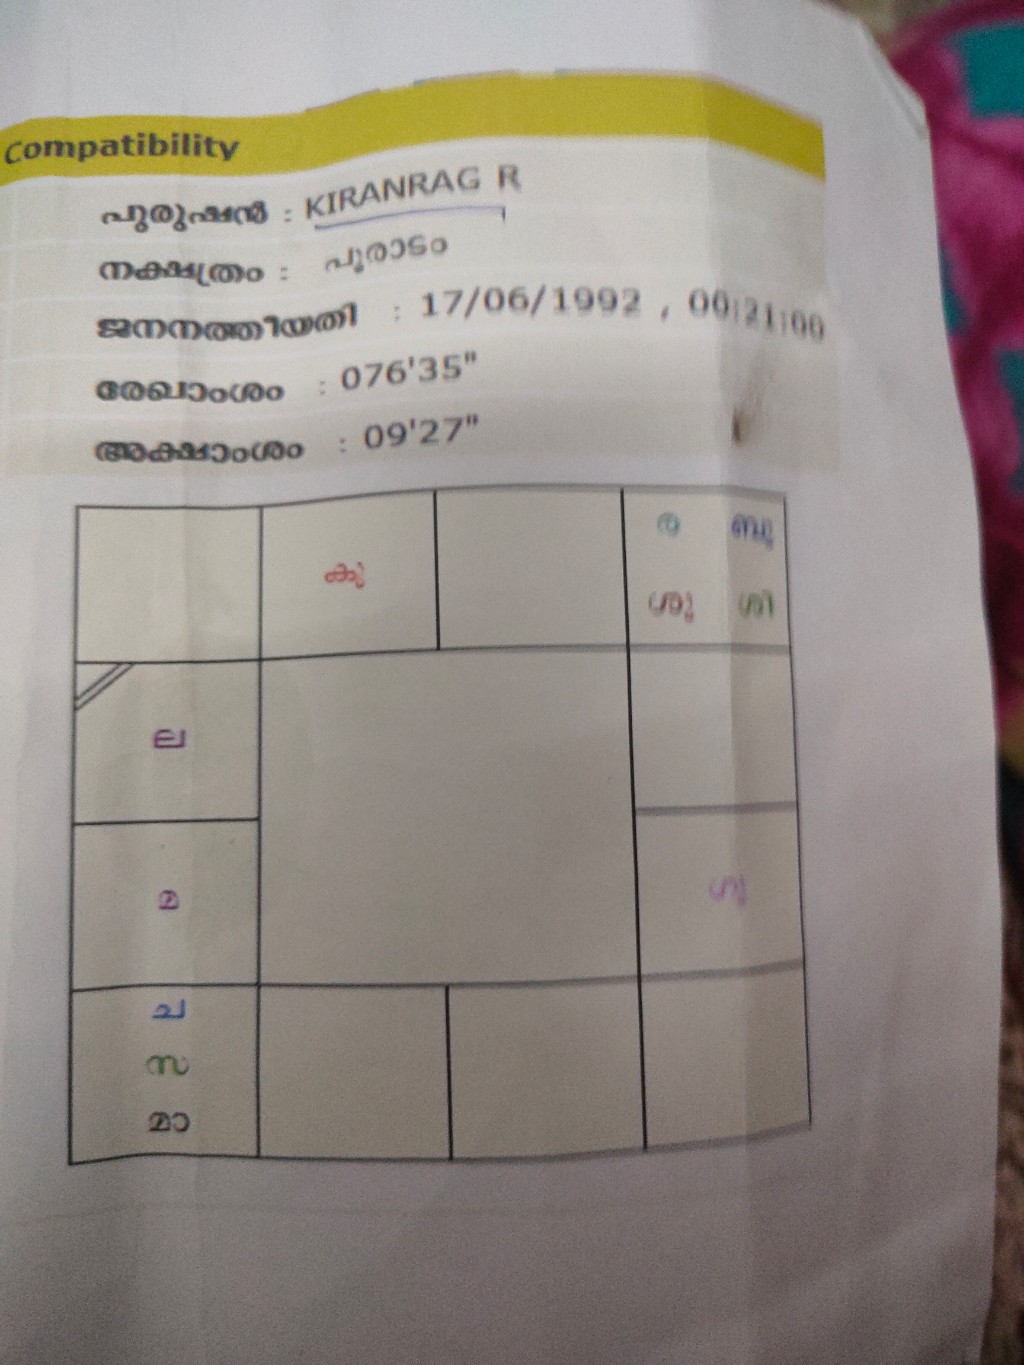 Compatibility
പുരുഷൻ : KIRANRAG R
നക്ഷത്രം : പൂരാടം
ജനനത്തീയതി : 17/06/1992 , 00:21:00
രേഖാംശം : 076'35"
അക്ഷാംശം : 09'27"
ര ബു
കു
ശു ശി
ല
മ ഗു
ച
സ
മാ